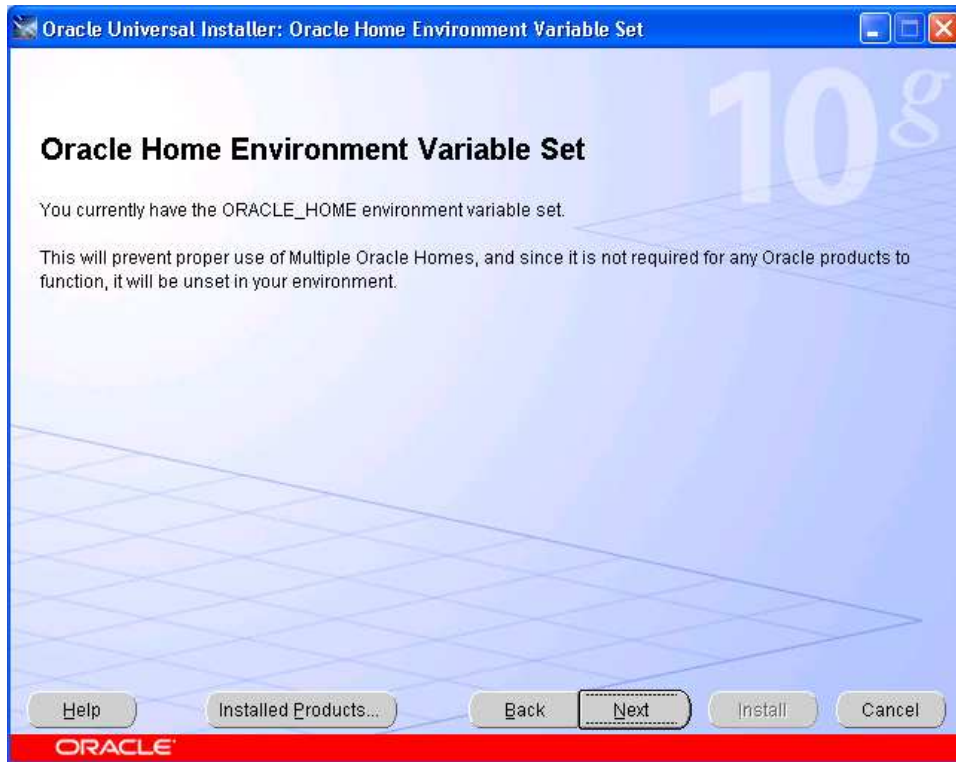 Oracle Universal Installer: Oracle Home Environment Variable Set
10g
Oracle Home Environment Variable Set
You currently have the ORACLE_HOME environment variable set.
This will prevent proper use of Multiple Oracle Homes, and since it is not required for any Oracle products to
function, it will be unset in your environment.
Help Installed Products... Back Next Install Cancel
ORACLE